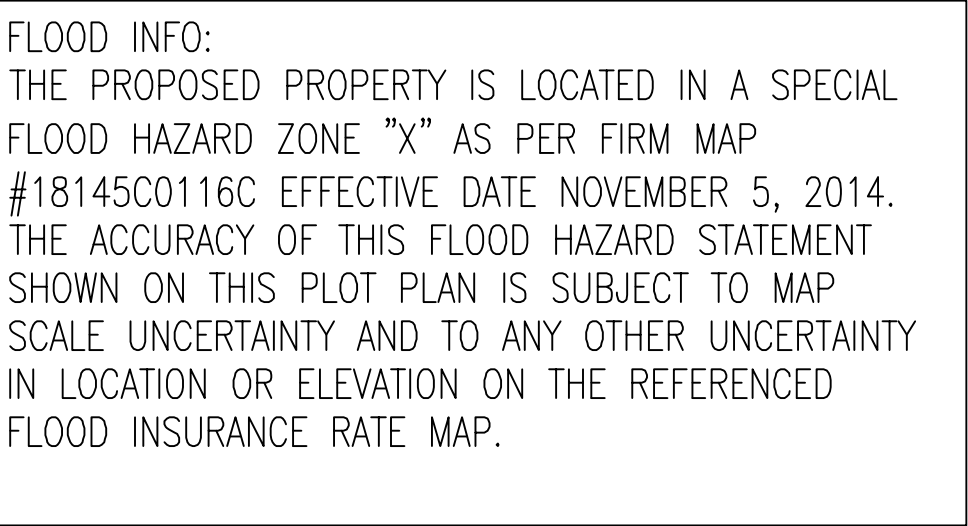 FLOOD INFO:
THE PROPOSED PROPERTY IS LOCATED IN A SPECIAL
FLOOD HAZARD ZONE "X" AS PER FIRM MAP
#18145C0116C EFFECTIVE DATE NOVEMBER 5, 2014.
THE ACCURACY OF THIS FLOOD HAZARD STATEMENT
SHOWN ON THIS PLOT PLAN IS SUBJECT TO MAP
SCALE UNCERTAINTY AND TO ANY OTHER UNCERTAINTY
IN LOCATION OR ELEVATION ON THE REFERENCED
FLOOD INSURANCE RATE MAP.